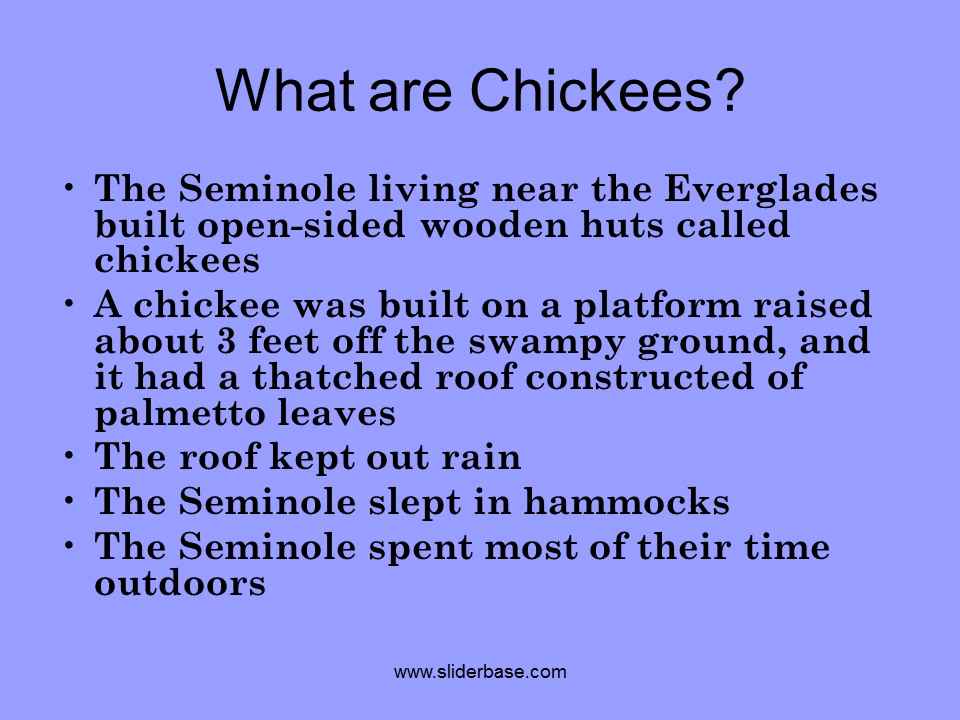 What are Chickees?
• The Seminole living near the Everglades
built open-sided wooden huts called
chickees
• A chickee was built on a platform raised
about 3 feet off the swampy ground, and
it had a thatched roof constructed of
palmetto leaves
• The roof kept out rain
• The Seminole slept in hammocks
• The Seminole spent most of their time
outdoors
www.sliderbase.com